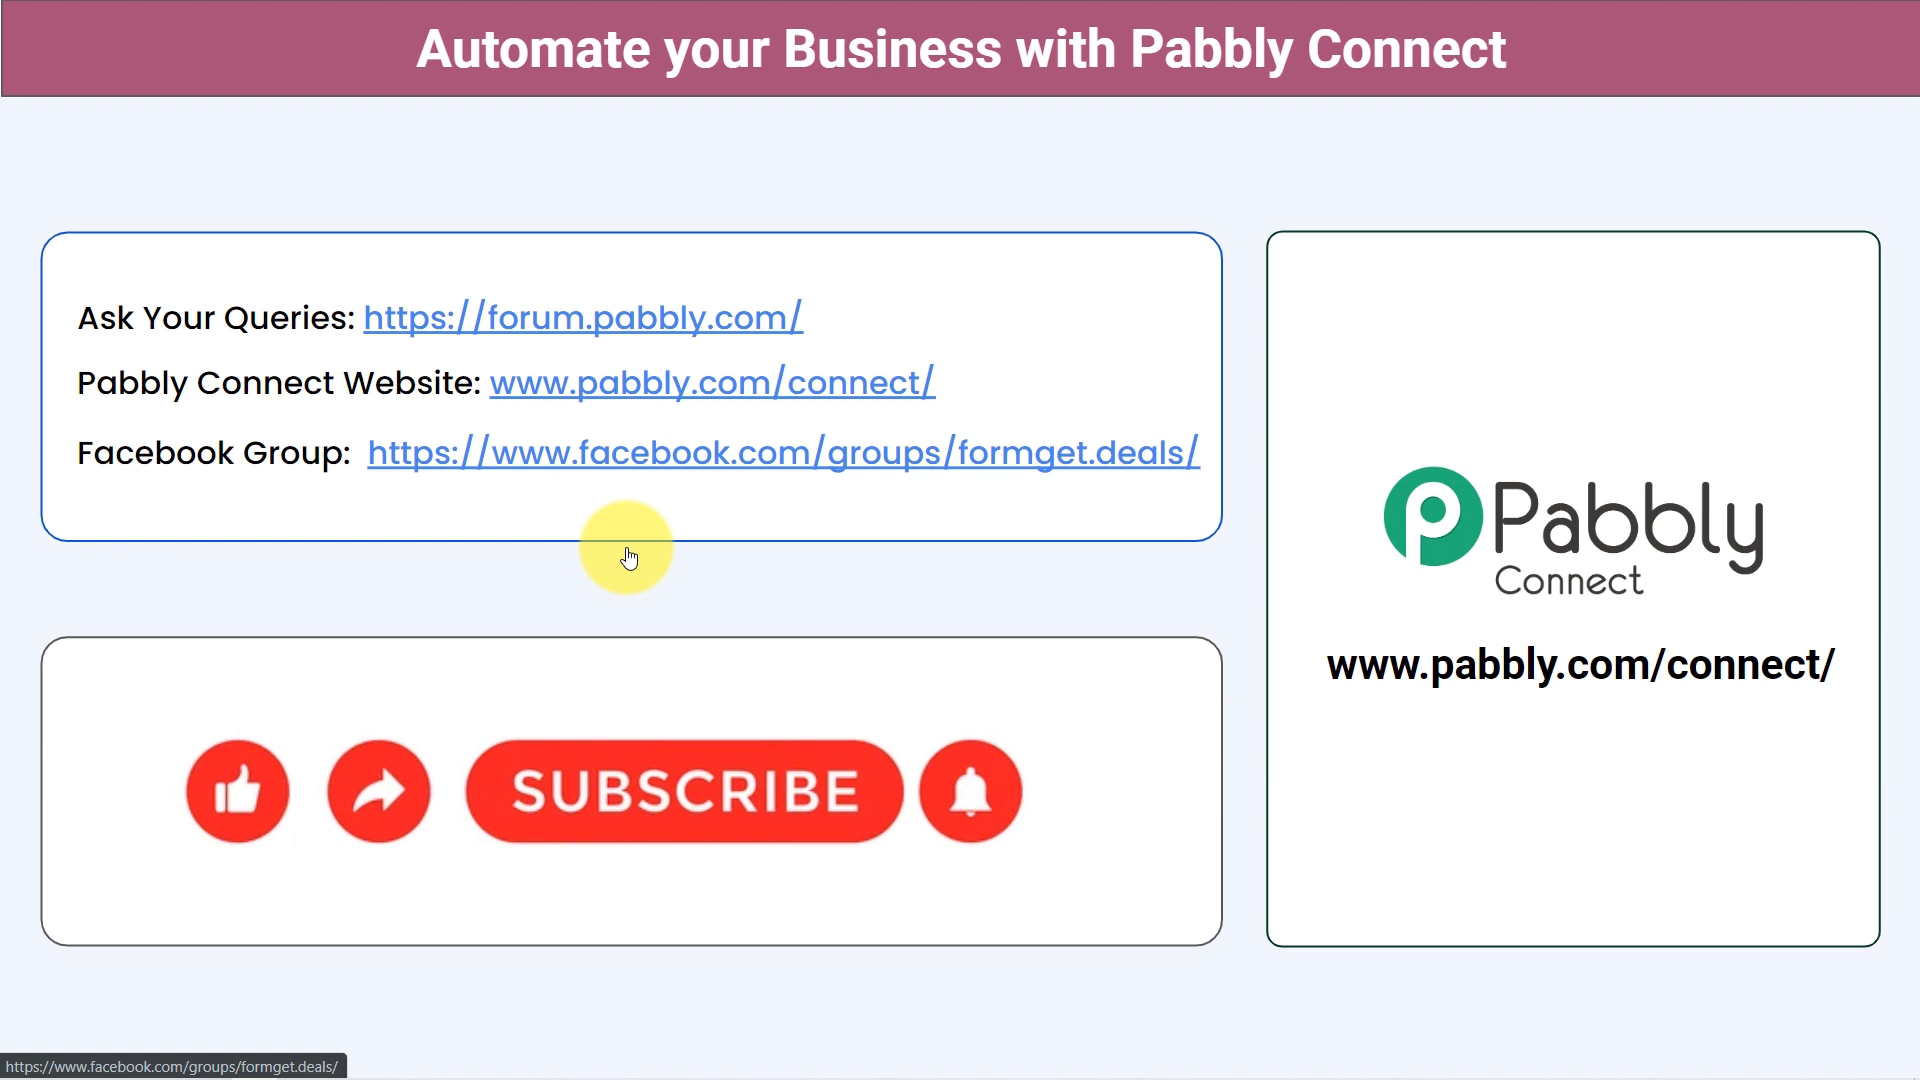 Automate your Business with Pabbly Connect
Ask Your Queries: https://forum.pabbly.com/
Pabbly Connect Website: www.pabbly.com/connect/
Facebook Group: https://www.facebook.com/groups/formget.deals/
Pabbly
Connect
www.pabbly.com/connect/
SUBSCRIBE
https://www.facebook.com/groups/formget.deals/